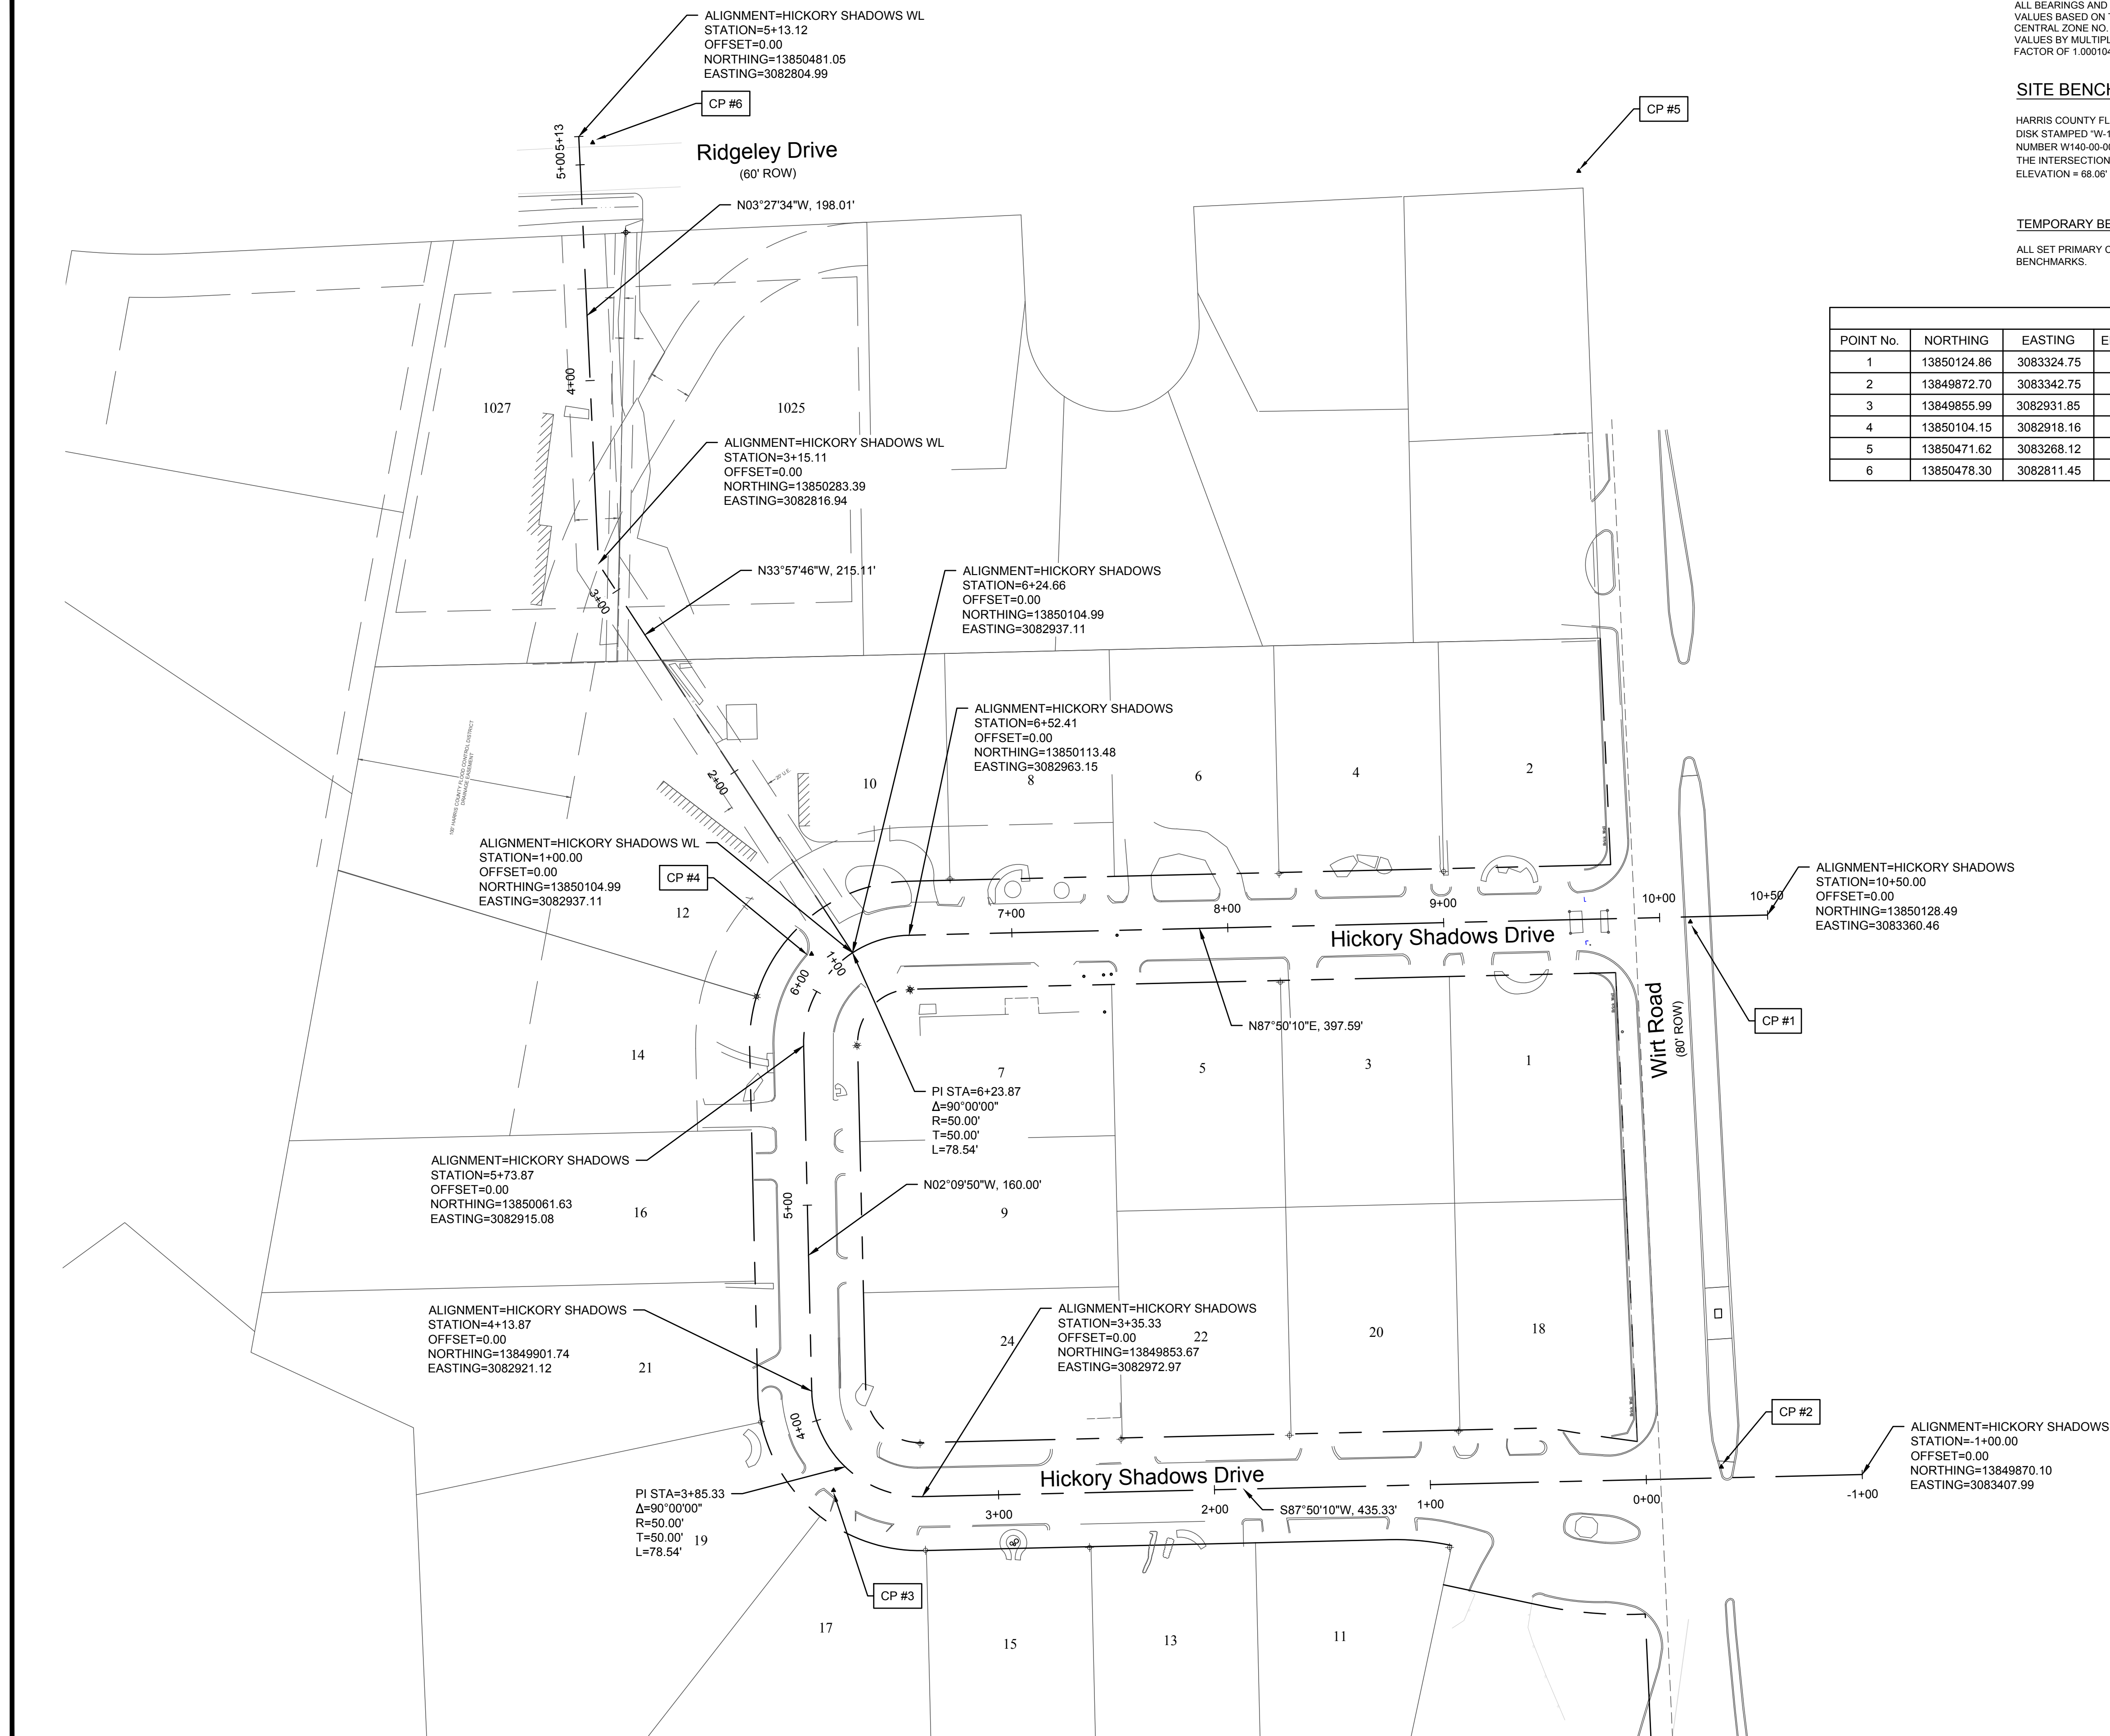 ALIGNMENT=HICKORY SHADOWS WL
STATION=5+13.12
OFFSET=0.00
NORTHING=13850481.05
EASTING=3082804.99
CP #6
CP #5
5+13
5+00
Ridgeley Drive
(60' ROW)
N03°27'34"W, 198.01'
ALL BEARINGS AND
VALUES BASED ON
CENTRAL ZONE NO.
VALUES BY MULTIPL
FACTOR OF 1.000104
SITE BENCH
HARRIS COUNTY FL
DISK STAMPED "W-1
NUMBER W140-00-00
THE INTERSECTION
ELEVATION = 68.06'
TEMPORARY BE
ALL SET PRIMARY C
BENCHMARKS.
POINT No. NORTHING EASTING E
1 13850124.86 3083324.75
2 13849872.70 3083342.75
3 13849855.99 3082931.85
4 13850104.15 3082918.16
5 13850471.62 3083268.12
6 13850478.30 3082811.45
4+00
1027
1025
ALIGNMENT=HICKORY SHADOWS WL
STATION=3+15.11
OFFSET=0.00
NORTHING=13850283.39
EASTING=3082816.94
N33°57'46"W, 215.11'
3+00
ALIGNMENT=HICKORY SHADOWS
STATION=6+24.66
OFFSET=0.00
NORTHING=13850104.99
EASTING=3082937.11
ALIGNMENT=HICKORY SHADOWS
STATION=6+52.41
OFFSET=0.00
NORTHING=13850113.48
EASTING=3082963.15
100' HARRIS COUNTY FLOOD CONTROL DISTRICT
DRAINAGE EASEMENT
2+00
20' U.E.
10
8
6
4
2
ALIGNMENT=HICKORY SHADOWS WL
STATION=1+00.00
OFFSET=0.00
NORTHING=13850104.99
EASTING=3082937.11
CP #4
12
7+00
8+00
9+00
10+00
10+50
ALIGNMENT=HICKORY SHADOWS
STATION=10+50.00
OFFSET=0.00
NORTHING=13850128.49
EASTING=3083360.46
Hickory Shadows Drive
1+00
6+00
N87°50'10"E, 397.59'
CP #1
Wirt Road
(80' ROW)
14
7
5
3
1
PI STA=6+23.87
Δ=90°00'00"
R=50.00'
T=50.00'
L=78.54'
ALIGNMENT=HICKORY SHADOWS
STATION=5+73.87
OFFSET=0.00
NORTHING=13850061.63
EASTING=3082915.08
16
5+00
N02°09'50"W, 160.00'
9
ALIGNMENT=HICKORY SHADOWS
STATION=4+13.87
OFFSET=0.00
NORTHING=13849901.74
EASTING=3082921.12
21
ALIGNMENT=HICKORY SHADOWS
STATION=3+35.33
OFFSET=0.00
NORTHING=13849853.67
EASTING=3082972.97
24
22
20
18
4+00
CP #2
ALIGNMENT=HICKORY SHADOWS
STATION=-1+00.00
OFFSET=0.00
NORTHING=13849870.10
EASTING=3083407.99
Hickory Shadows Drive
3+00
2+00
1+00
0+00
-1+00
S87°50'10"W, 435.33'
PI STA=3+85.33
Δ=90°00'00"
R=50.00'
T=50.00'
L=78.54'
19
CP #3
17
15
13
11